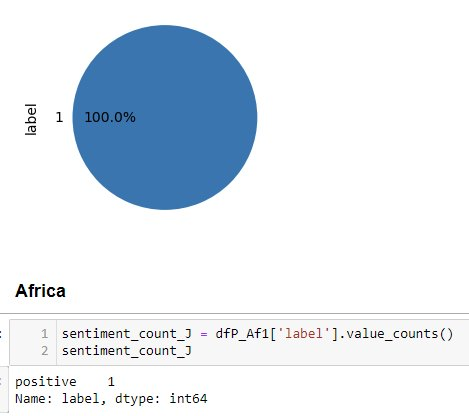 label
1 100.0%
Africa
1 sentiment_count_J = dfP_Af1['label'].value_counts()
2 sentiment_count_J
positive    1
Name: label, dtype: int64